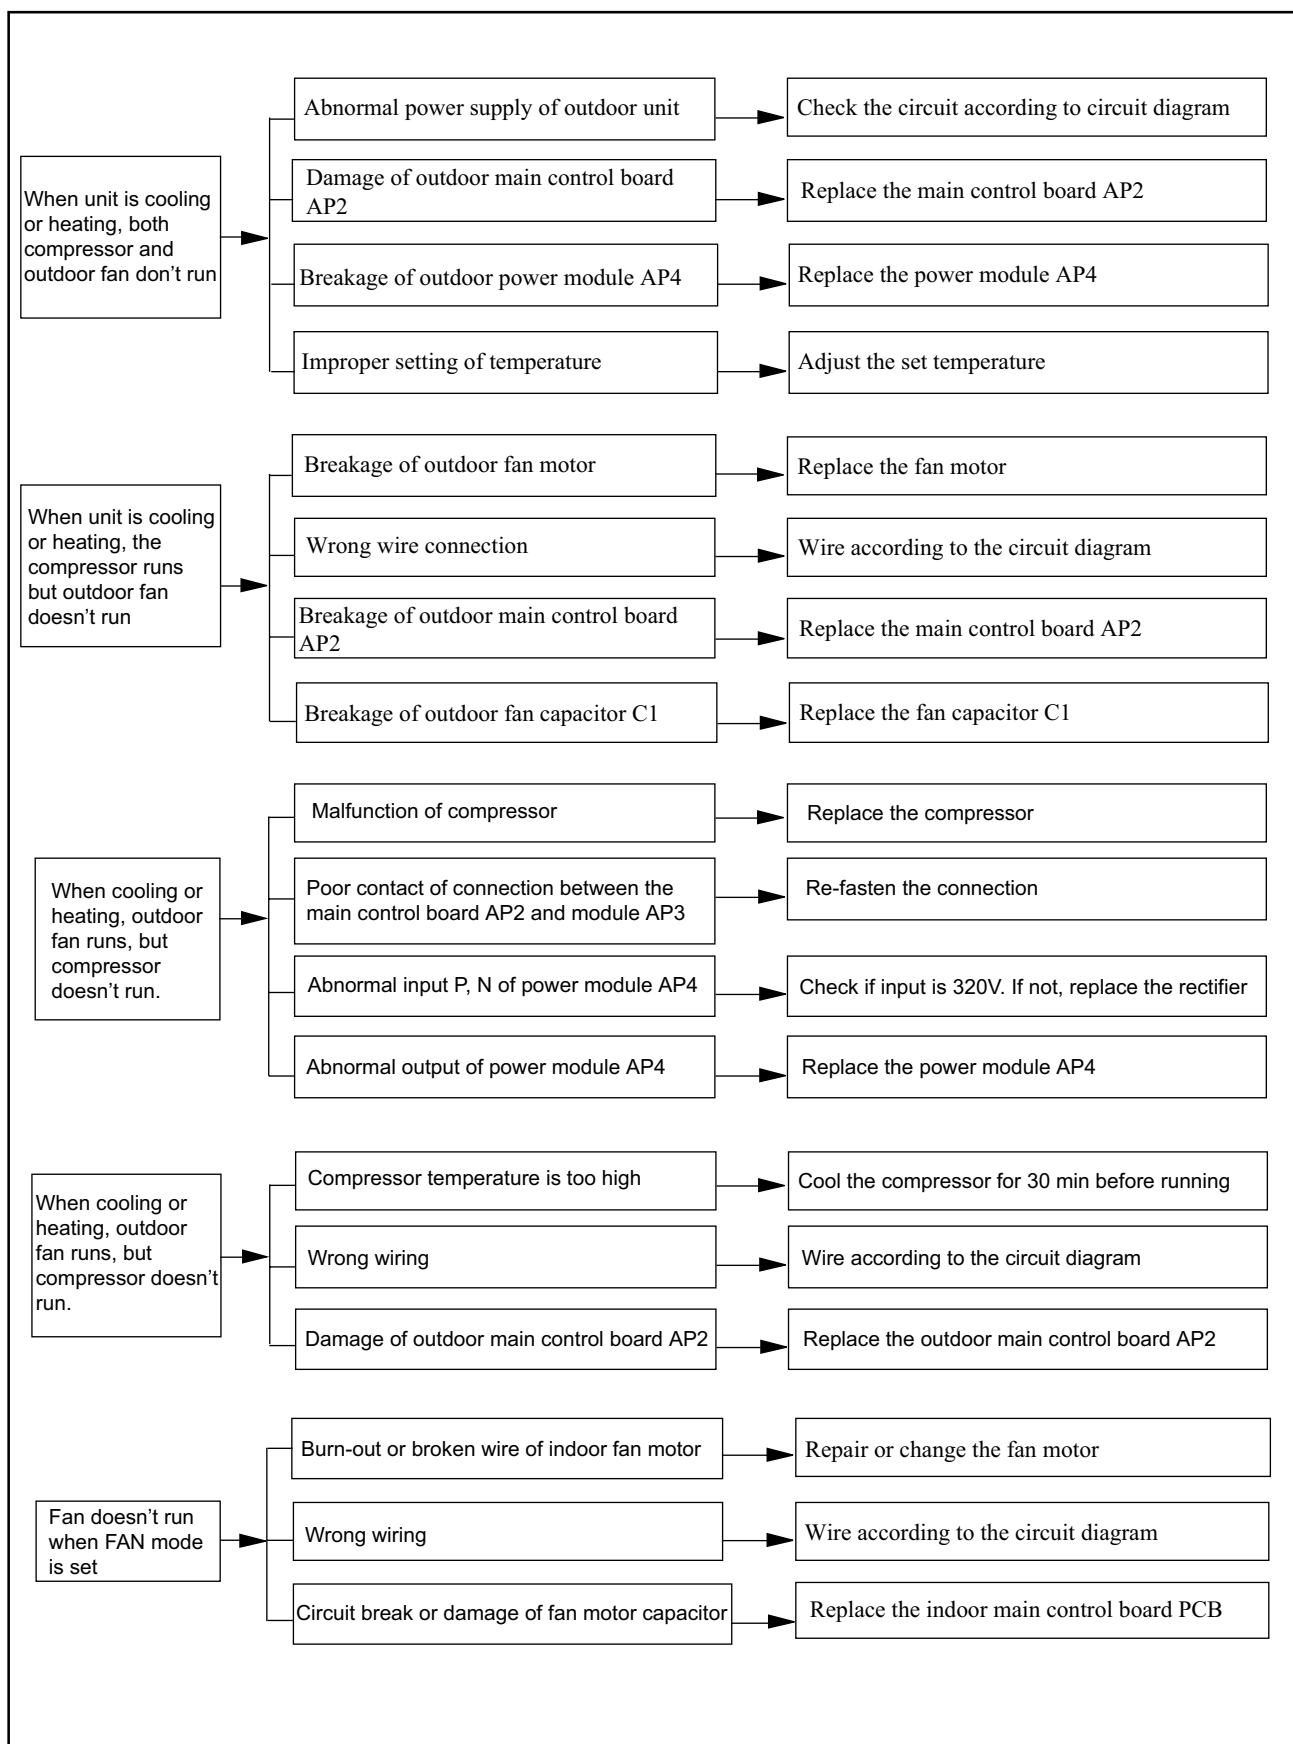 When unit is cooling
or heating, both
compressor and
outdoor fan don’t run
Abnormal power supply of outdoor unit
Check the circuit according to circuit diagram
Damage of outdoor main control board
AP2
Replace the main control board AP2
Breakage of outdoor power module AP4
Replace the power module AP4
Improper setting of temperature
Adjust the set temperature
When unit is cooling
or heating, the
compressor runs
but outdoor fan
doesn’t run
Breakage of outdoor fan motor
Replace the fan motor
Wrong wire connection
Wire according to the circuit diagram
Breakage of outdoor main control board
AP2
Replace the main control board AP2
Breakage of outdoor fan capacitor C1
Replace the fan capacitor C1
When cooling or
heating, outdoor
fan runs, but
compressor
doesn’t run.
Malfunction of compressor
Replace the compressor
Poor contact of connection between the
main control board AP2 and module AP3
Re-fasten the connection
Abnormal input P, N of power module AP4
Check if input is 320V. If not, replace the rectifier
Abnormal output of power module AP4
Replace the power module AP4
When cooling or
heating, outdoor
fan runs, but
compressor doesn’t
run.
Compressor temperature is too high
Cool the compressor for 30 min before running
Wrong wiring
Wire according to the circuit diagram
Damage of outdoor main control board AP2
Replace the outdoor main control board AP2
Fan doesn’t run
when FAN mode
is set
Burn-out or broken wire of indoor fan motor
Repair or change the fan motor
Wrong wiring
Wire according to the circuit diagram
Circuit break or damage of fan motor capacitor
Replace the indoor main control board PCB